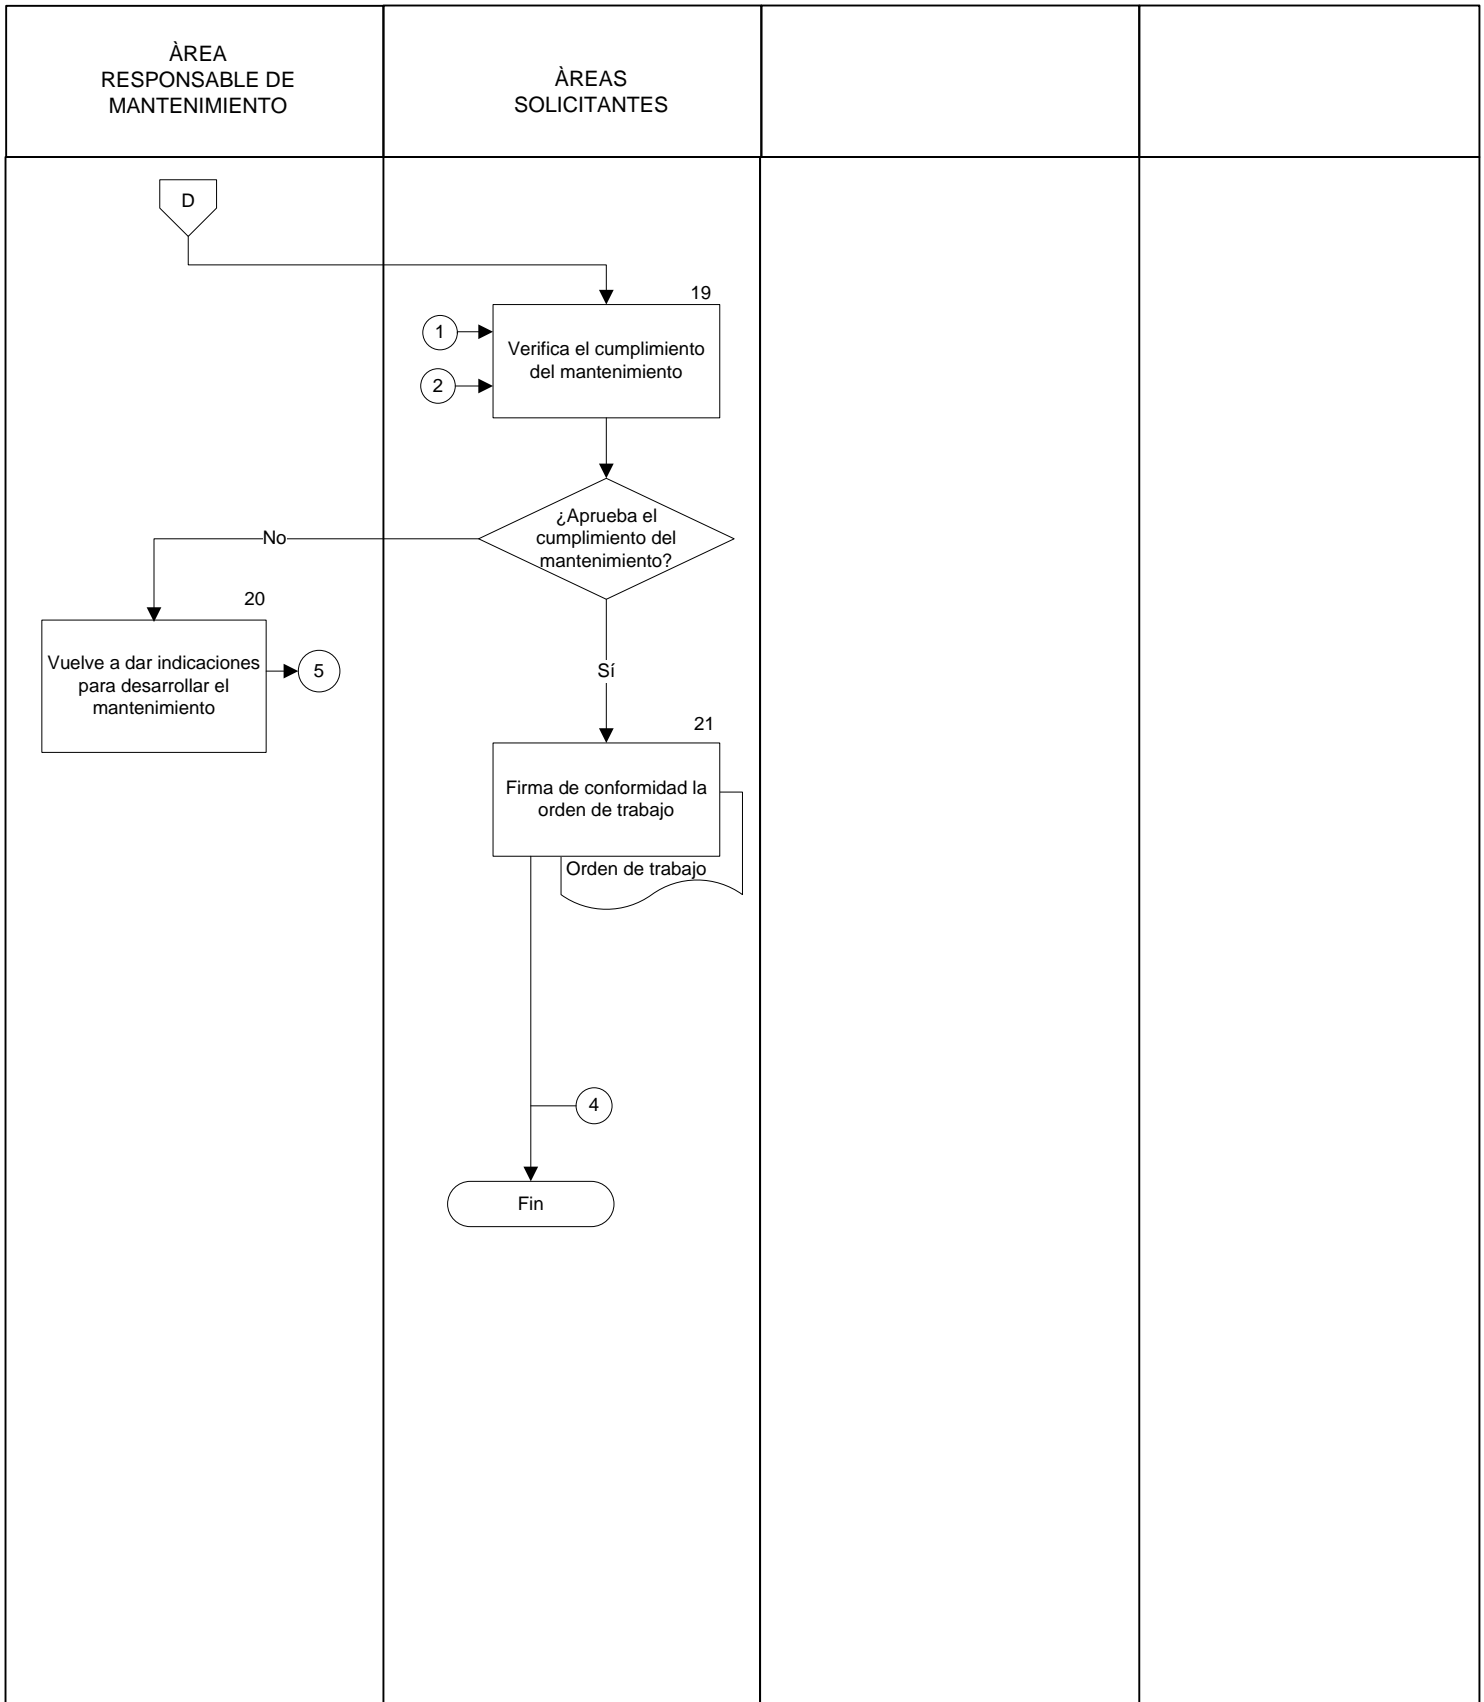 ÀREA
RESPONSABLE DE
MANTENIMIENTO
ÀREAS
SOLICITANTES
D
19
1
Verifica el cumplimiento
del mantenimiento
2
¿Aprueba el
cumplimiento del
mantenimiento?
No
20
Vuelve a dar indicaciones
para desarrollar el
mantenimiento
5
Sí
21
Firma de conformidad la
orden de trabajo
Orden de trabajo
4
Fin